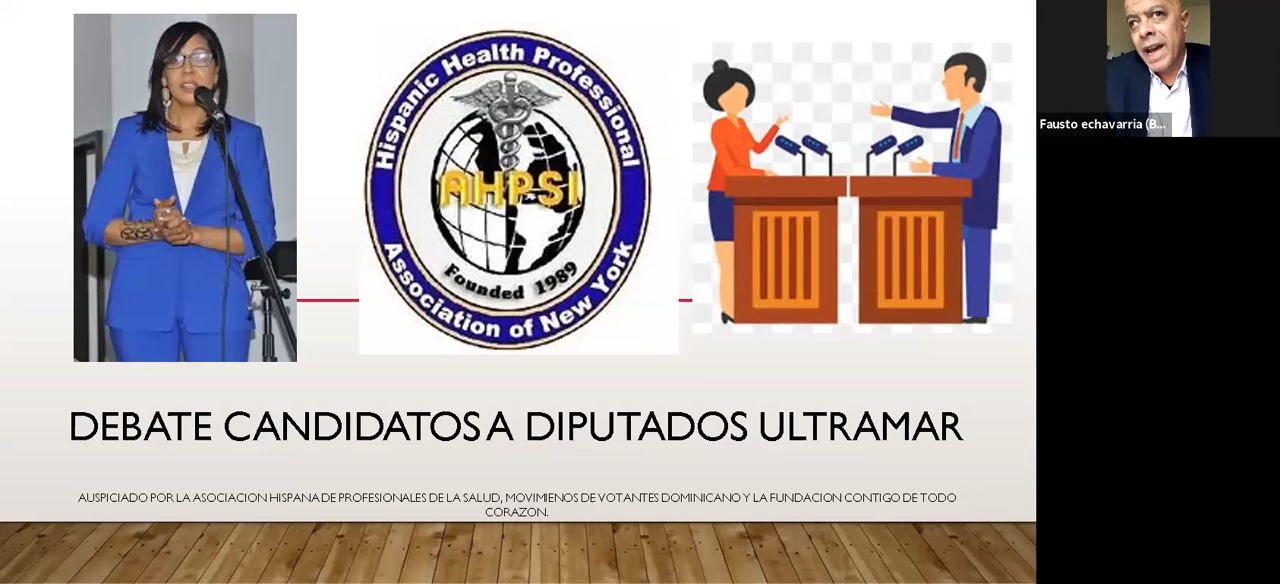 Hispanic Health Professional
AHPSI
Founded 1989
Association of New York
Fausto echavarria (B...
DEBATE CANDIDATOS A DIPUTADOS ULTRAMAR
AUSPICIADO POR LA ASOCIACION HISPANA DE PROFESIONALES DE LA SALUD, MOVIMIENOS DE VOTANTES DOMINICANO Y LA FUNDACION CONTIGO DE TODO
CORAZON.